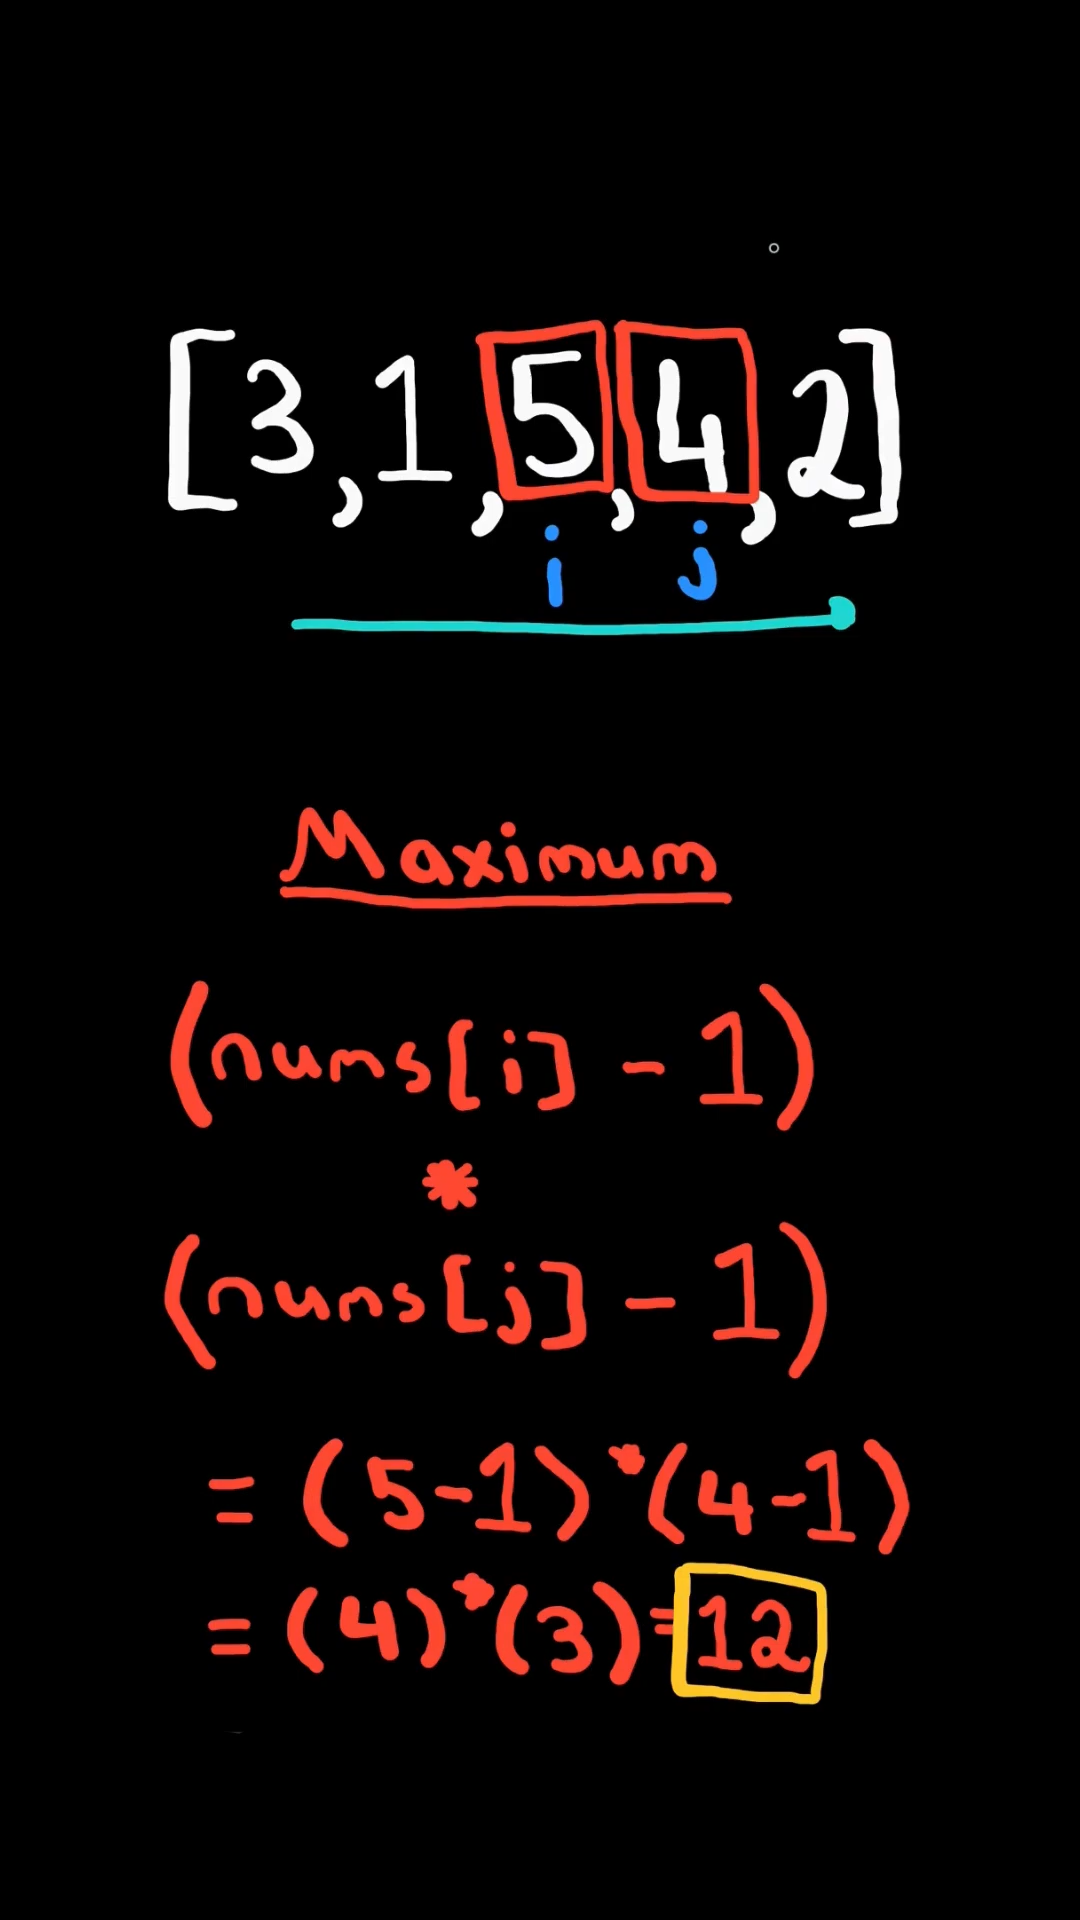 [3,1,5,4,2]
i j
Maximum
(nums[i] - 1)
*
(nums[j] - 1)
= (5-1)*(4-1)
= (4)*(3)=12